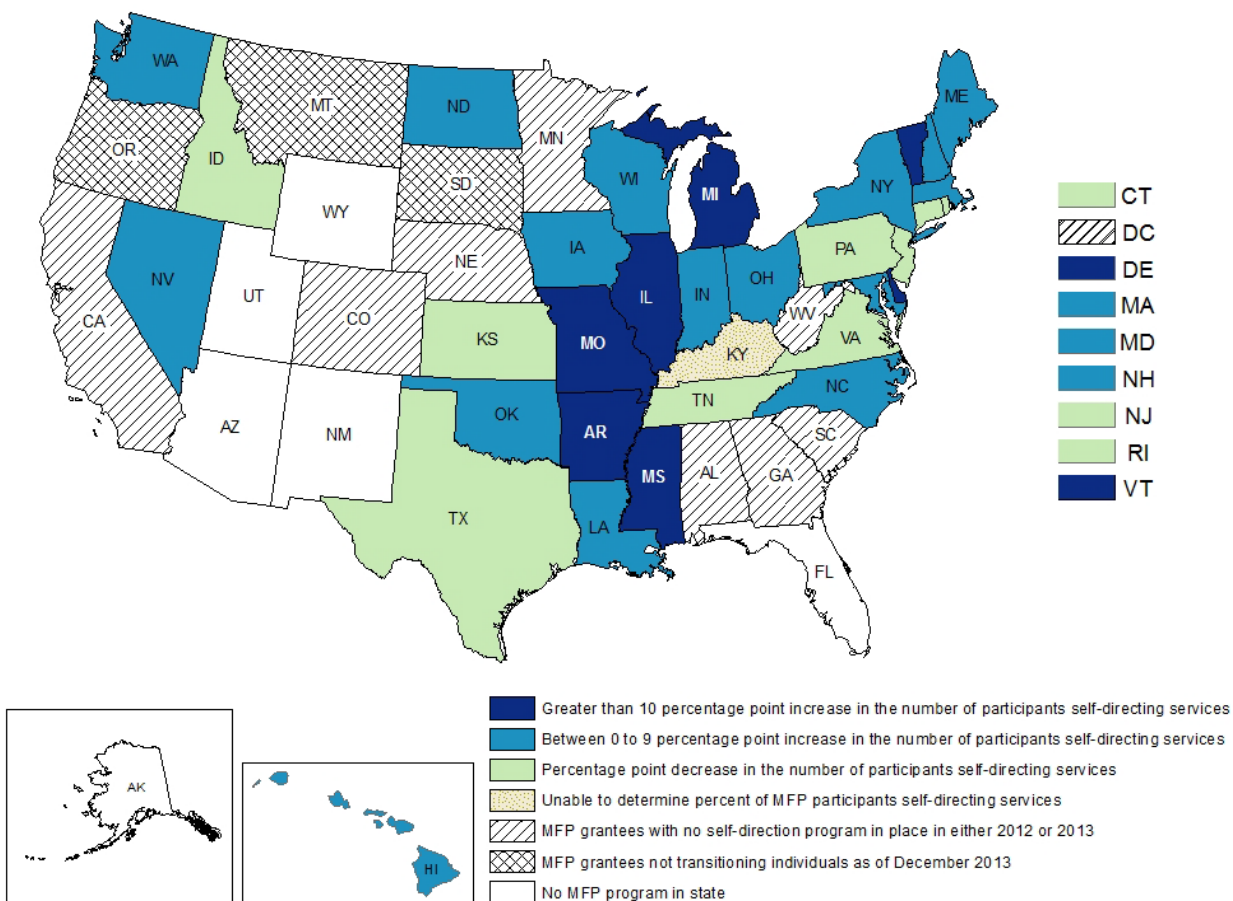 WA
MT
ND
MN
ME
OR
ID
SD
WI
MI
NY
WY
CT
DC
DE
MA
MD
NH
NJ
RI
VT
IA
NE
PA
NV
UT
CO
IL
IN
OH
WV
VA
CA
KS
MO
KY
NC
TN
OK
AR
SC
AZ
NM
MS
AL
GA
TX
LA
FL
AK
HI
Greater than 10 percentage point increase in the number of participants self-directing services
Between 0 to 9 percentage point increase in the number of participants self-directing services
Percentage point decrease in the number of participants self-directing services
Unable to determine percent of MFP participants self-directing services
MFP grantees with no self-direction program in place in either 2012 or 2013
MFP grantees not transitioning individuals as of December 2013
No MFP program in state